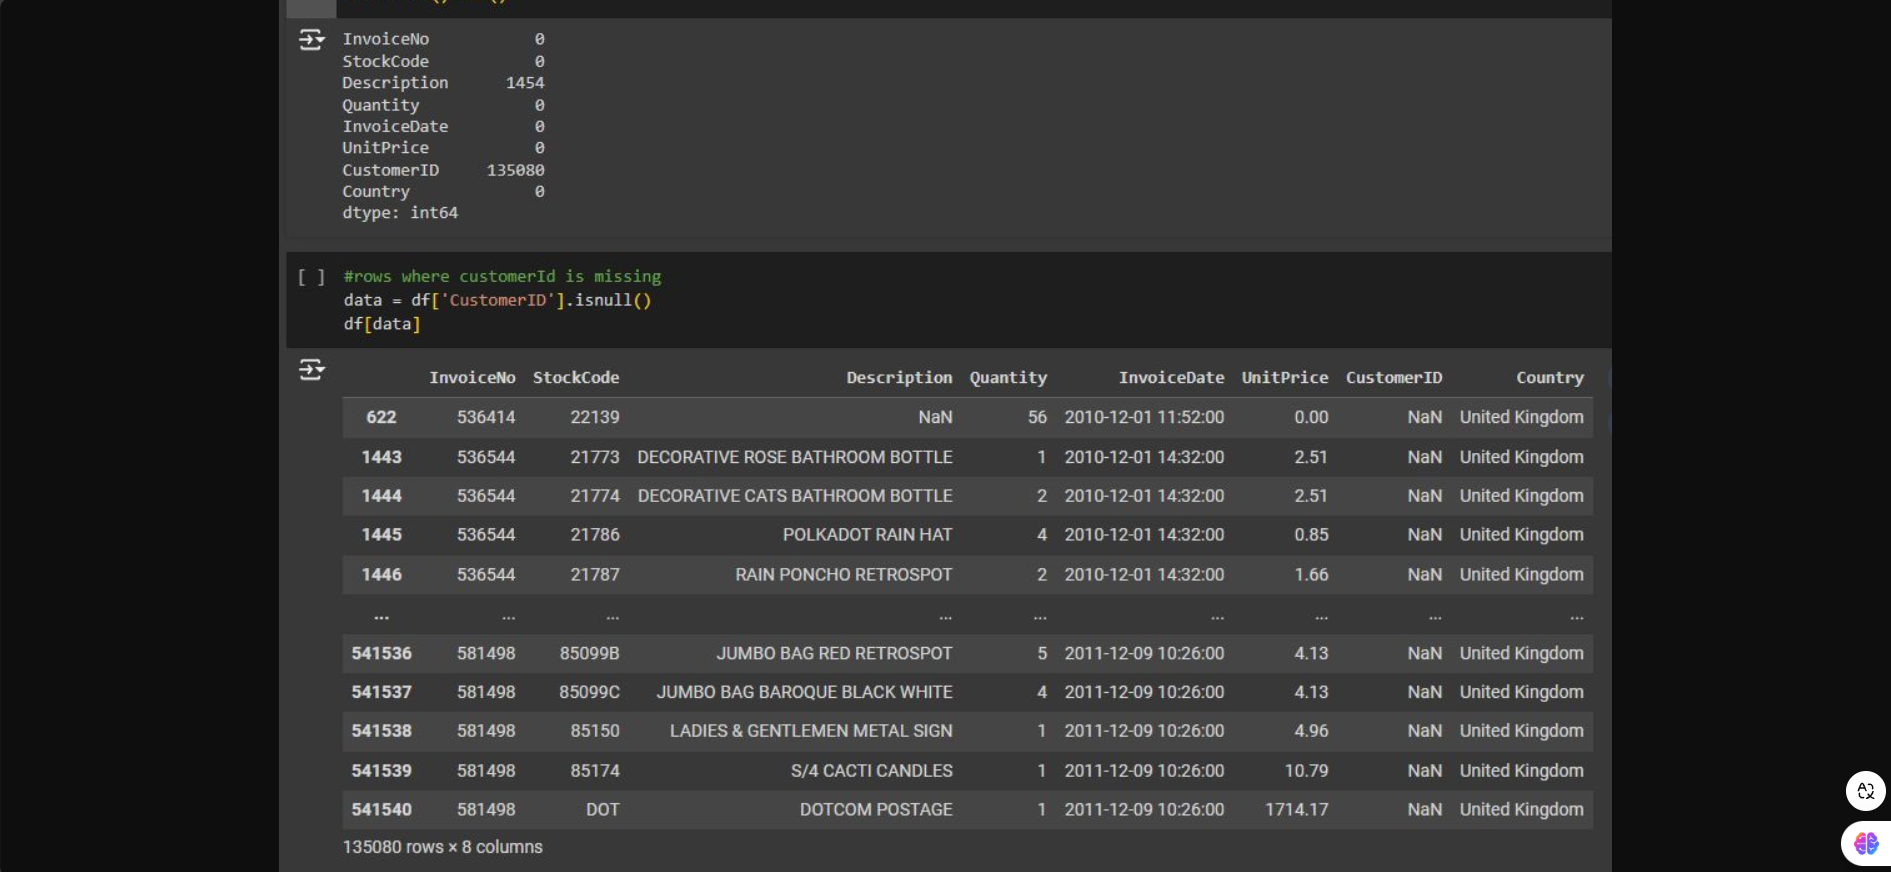 InvoiceNo 0
StockCode 0
Description 1454
Quantity 0
InvoiceDate 0
UnitPrice 0
CustomerID 135080
Country 0
dtype: int64
[ ] #rows where customerId is missing
data = df['CustomerID'].isnull()
df[data]
InvoiceNo StockCode Description Quantity InvoiceDate UnitPrice CustomerID Country
622 536414 22139 NaN 56 2010-12-01 11:52:00 0.00 NaN United Kingdom
1443 536544 21773 DECORATIVE ROSE BATHROOM BOTTLE 1 2010-12-01 14:32:00 2.51 NaN United Kingdom
1444 536544 21774 DECORATIVE CATS BATHROOM BOTTLE 2 2010-12-01 14:32:00 2.51 NaN United Kingdom
1445 536544 21786 POLKADOT RAIN HAT 4 2010-12-01 14:32:00 0.85 NaN United Kingdom
1446 536544 21787 RAIN PONCHO RETROSPOT 2 2010-12-01 14:32:00 1.66 NaN United Kingdom
... ... ... ... ... ... ... ... ...
541536 581498 85099B JUMBO BAG RED RETROSPOT 5 2011-12-09 10:26:00 4.13 NaN United Kingdom
541537 581498 85099C JUMBO BAG BAROQUE BLACK WHITE 4 2011-12-09 10:26:00 4.13 NaN United Kingdom
541538 581498 85150 LADIES & GENTLEMEN METAL SIGN 1 2011-12-09 10:26:00 4.96 NaN United Kingdom
541539 581498 85174 S/4 CACTI CANDLES 1 2011-12-09 10:26:00 10.79 NaN United Kingdom
541540 581498 DOT DOTCOM POSTAGE 1 2011-12-09 10:26:00 1714.17 NaN United Kingdom
135080 rows × 8 columns